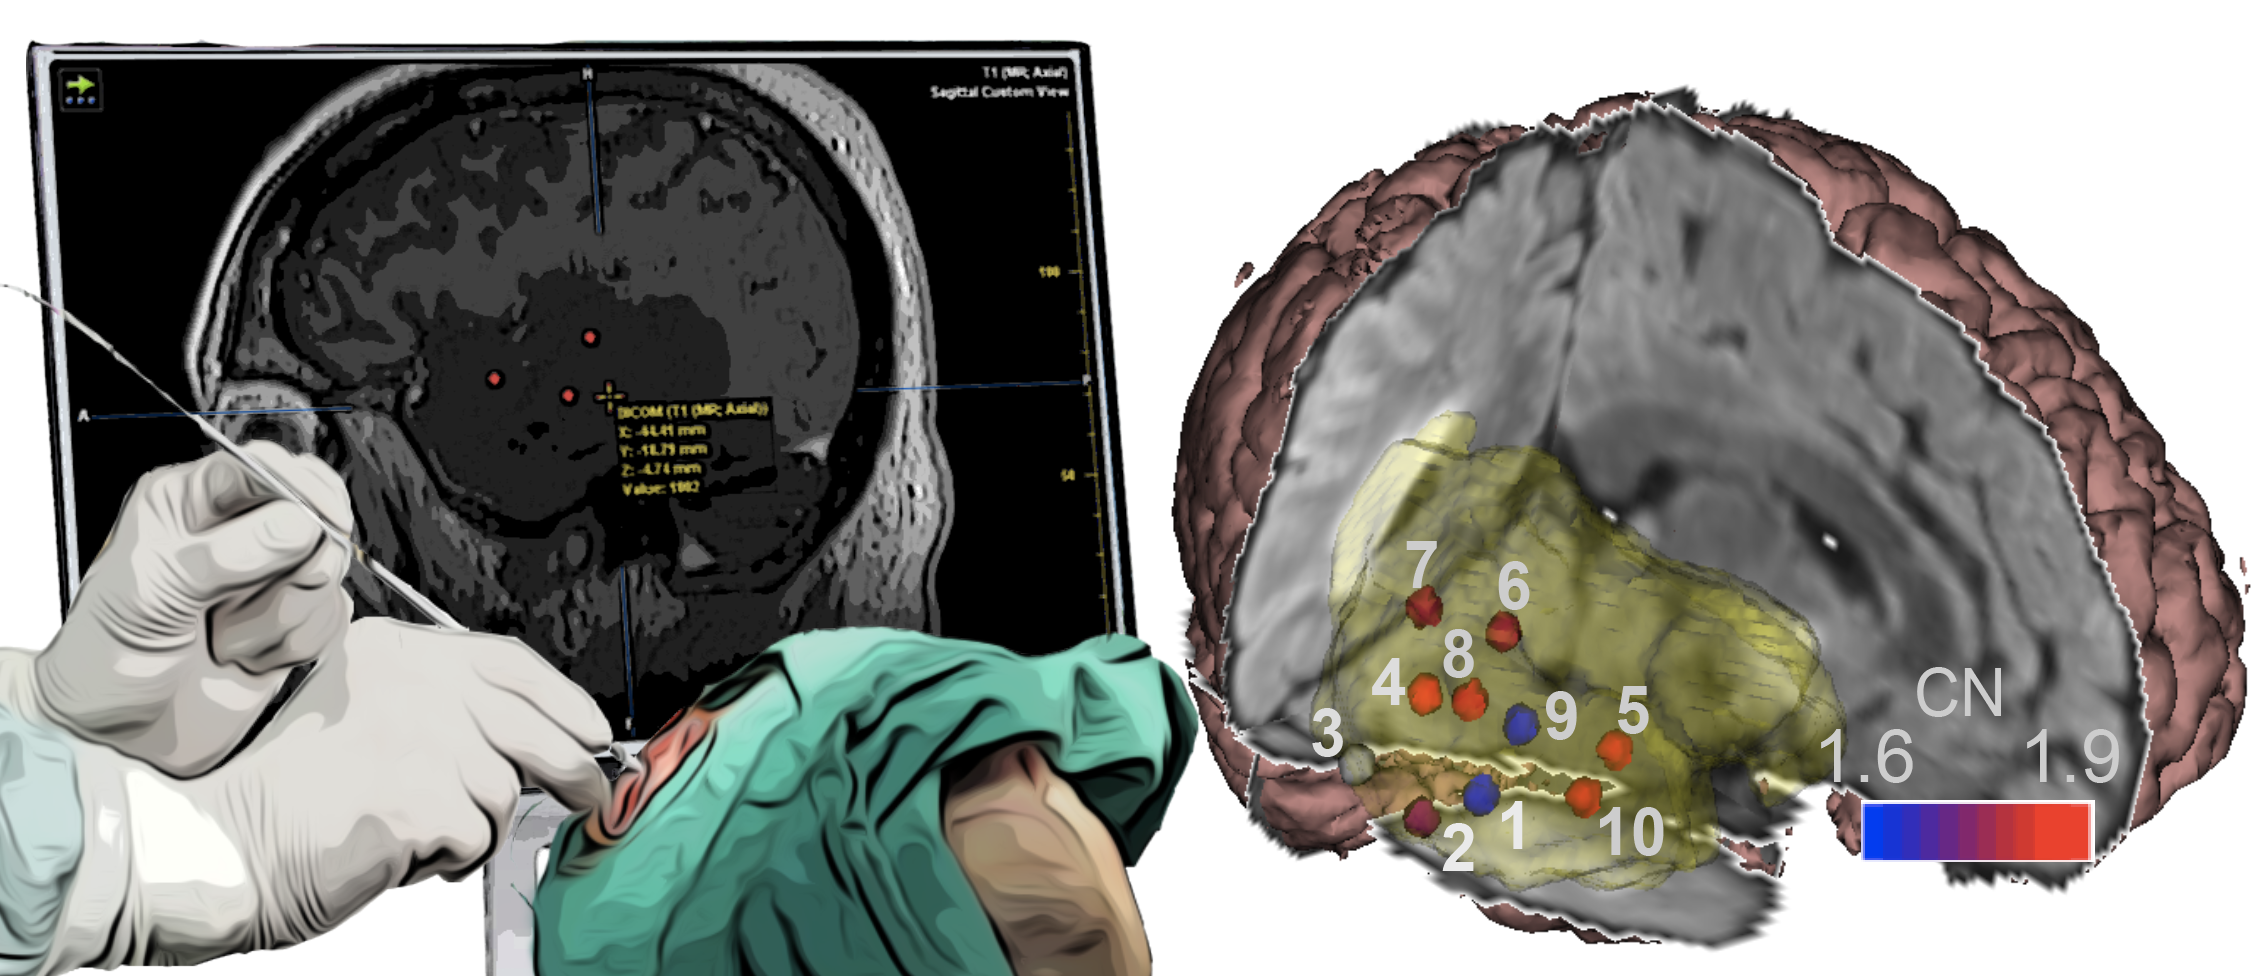 H
T1 (MR; Axial)
Sagittal Custom View
100
A
P
DICOM (T1 (MR; Axial))
X: -44.41 mm
Y: -18.79 mm
Z: -4.74 mm
Value: 1002
50
F
7
6
8
4
9
5
3
1
2
10
CN
1.6
1.9